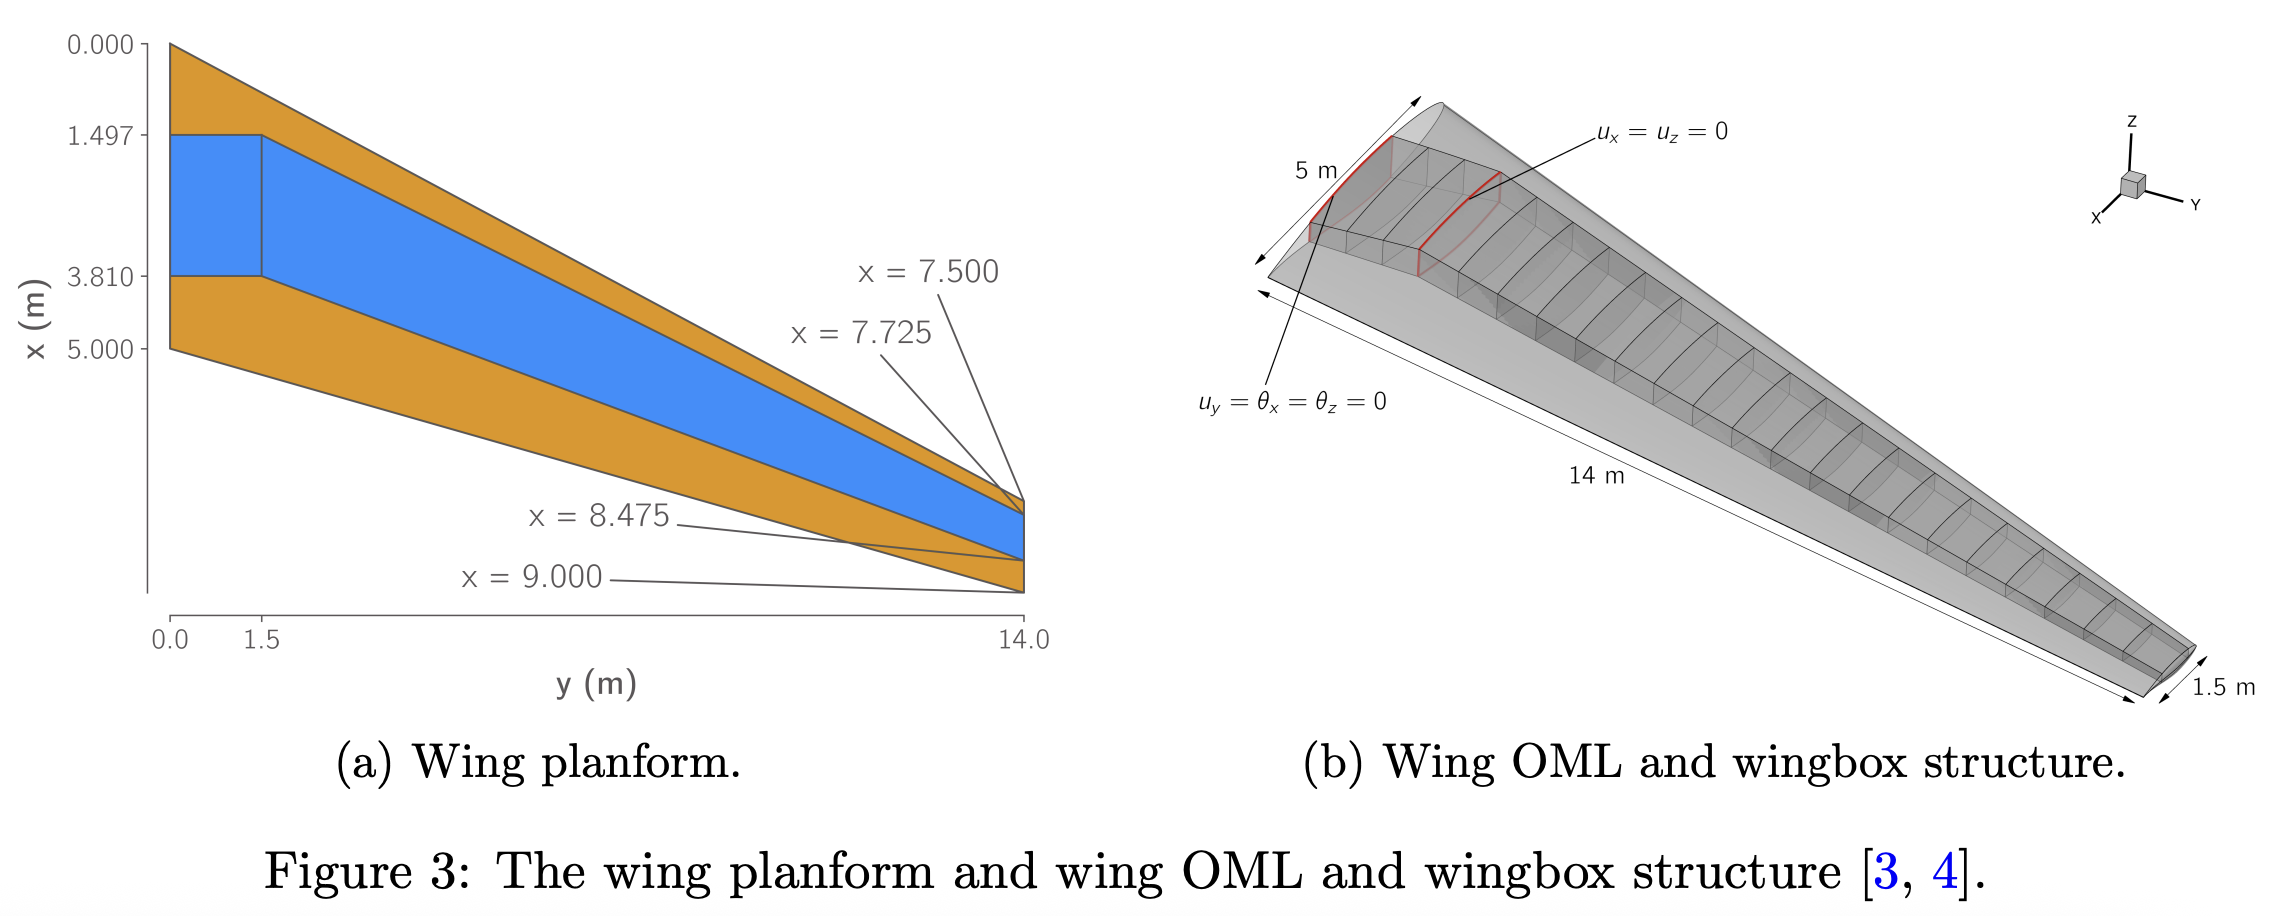 0.000
1.497
3.810
5.000
x (m)
x = 7.500
x = 7.725
x = 8.475
x = 9.000
0.0 1.5 14.0
y (m)
(a) Wing planform.
u_x = u_z = 0
5 m
z
x
Y
u_y = θ_x = θ_z = 0
14 m
1.5 m
(b) Wing OML and wingbox structure.
Figure 3: The wing planform and wing OML and wingbox structure [3, 4].